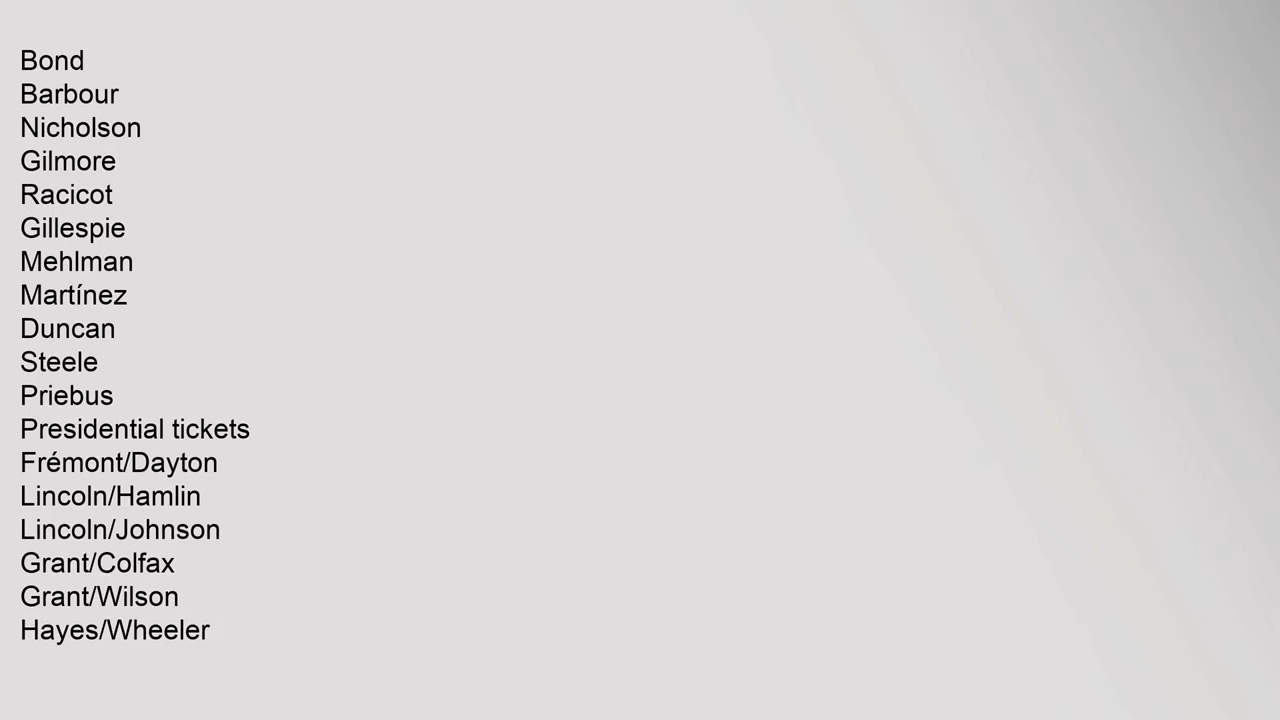 Bond
Barbour
Nicholson
Gilmore
Racicot
Gillespie
Mehlman
Martínez
Duncan
Steele
Priebus
Presidential tickets
Frémont/Dayton
Lincoln/Hamlin
Lincoln/Johnson
Grant/Colfax
Grant/Wilson
Hayes/Wheeler